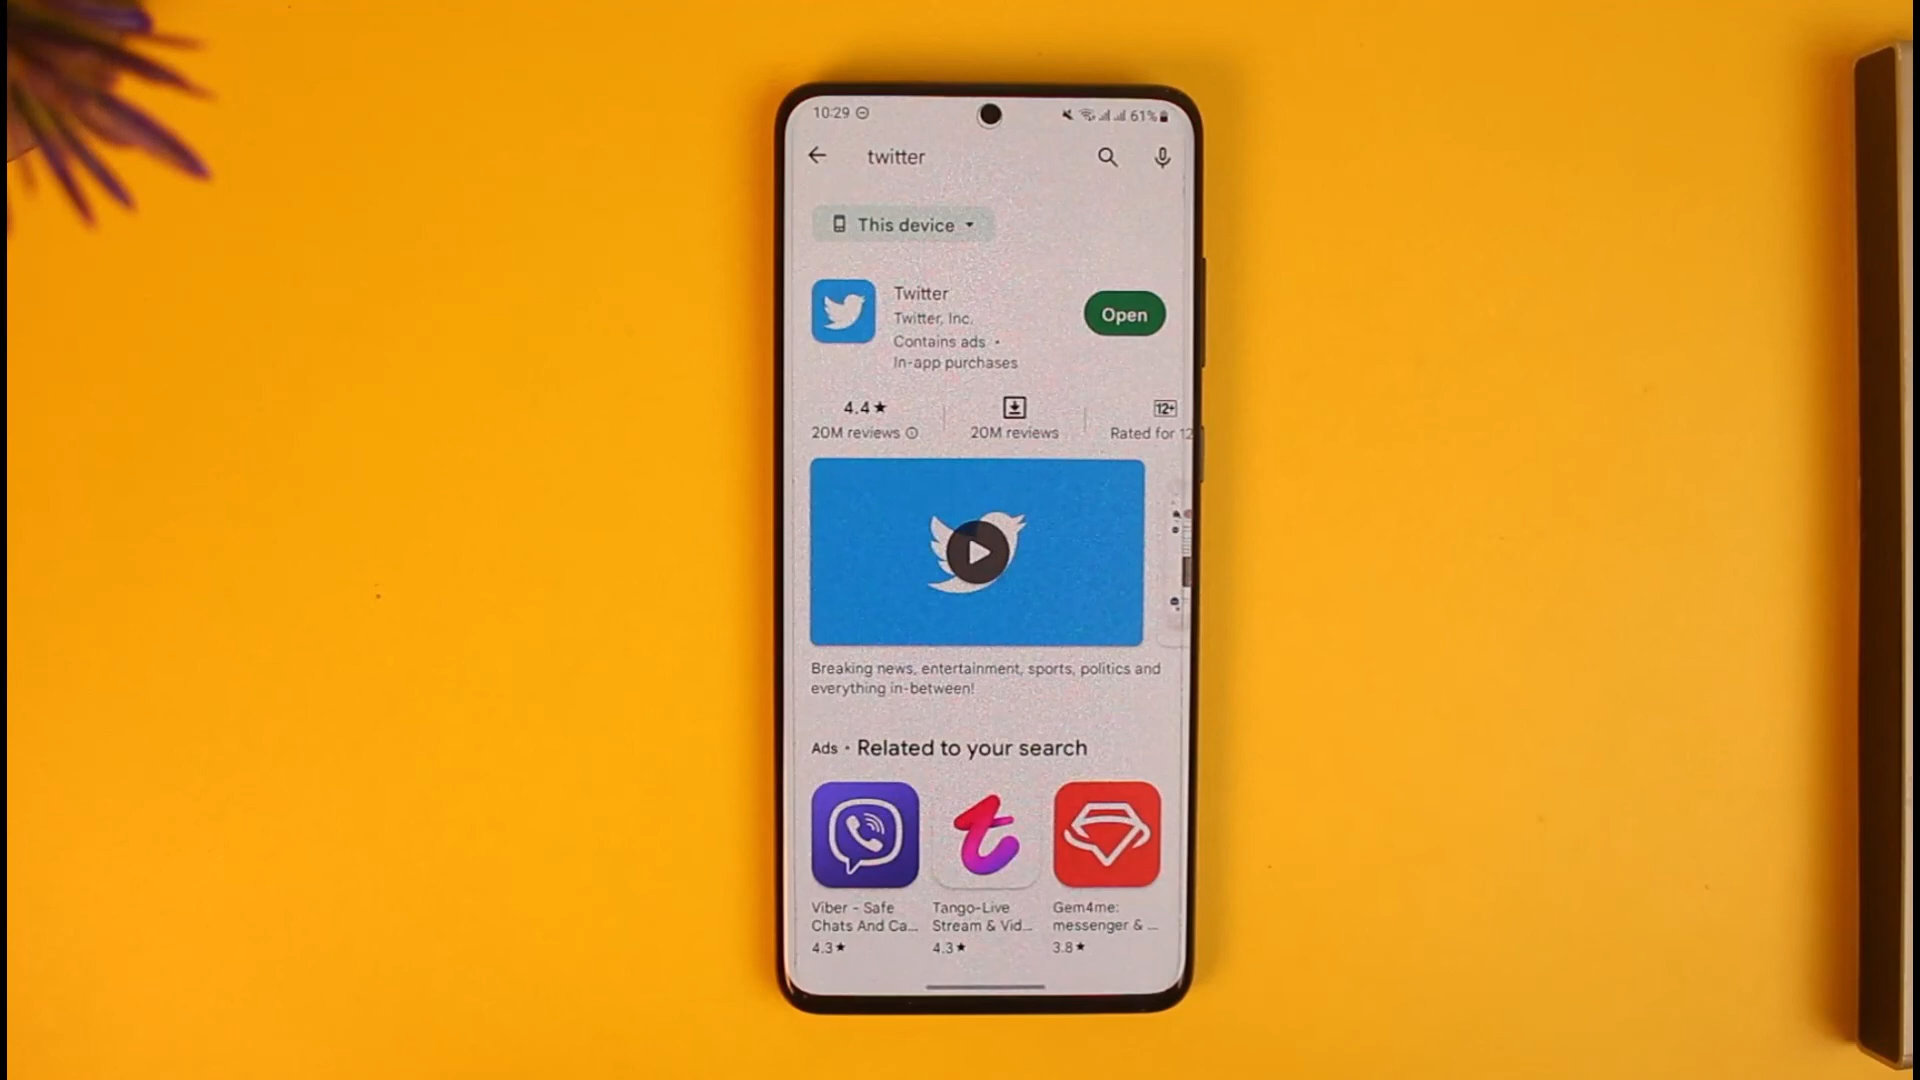 10:29
61%
twitter
This device
Twitter
Twitter, Inc.
Contains ads •
In-app purchases
Open
4.4★
20M reviews
20M reviews
12+
Rated for 12
Breaking news, entertainment, sports, politics and
everything in-between!
Ads • Related to your search
Viber - Safe
Chats And Ca...
4.3★
Tango-Live
Stream & Vid...
4.3★
Gem4me:
messenger & ...
3.8★